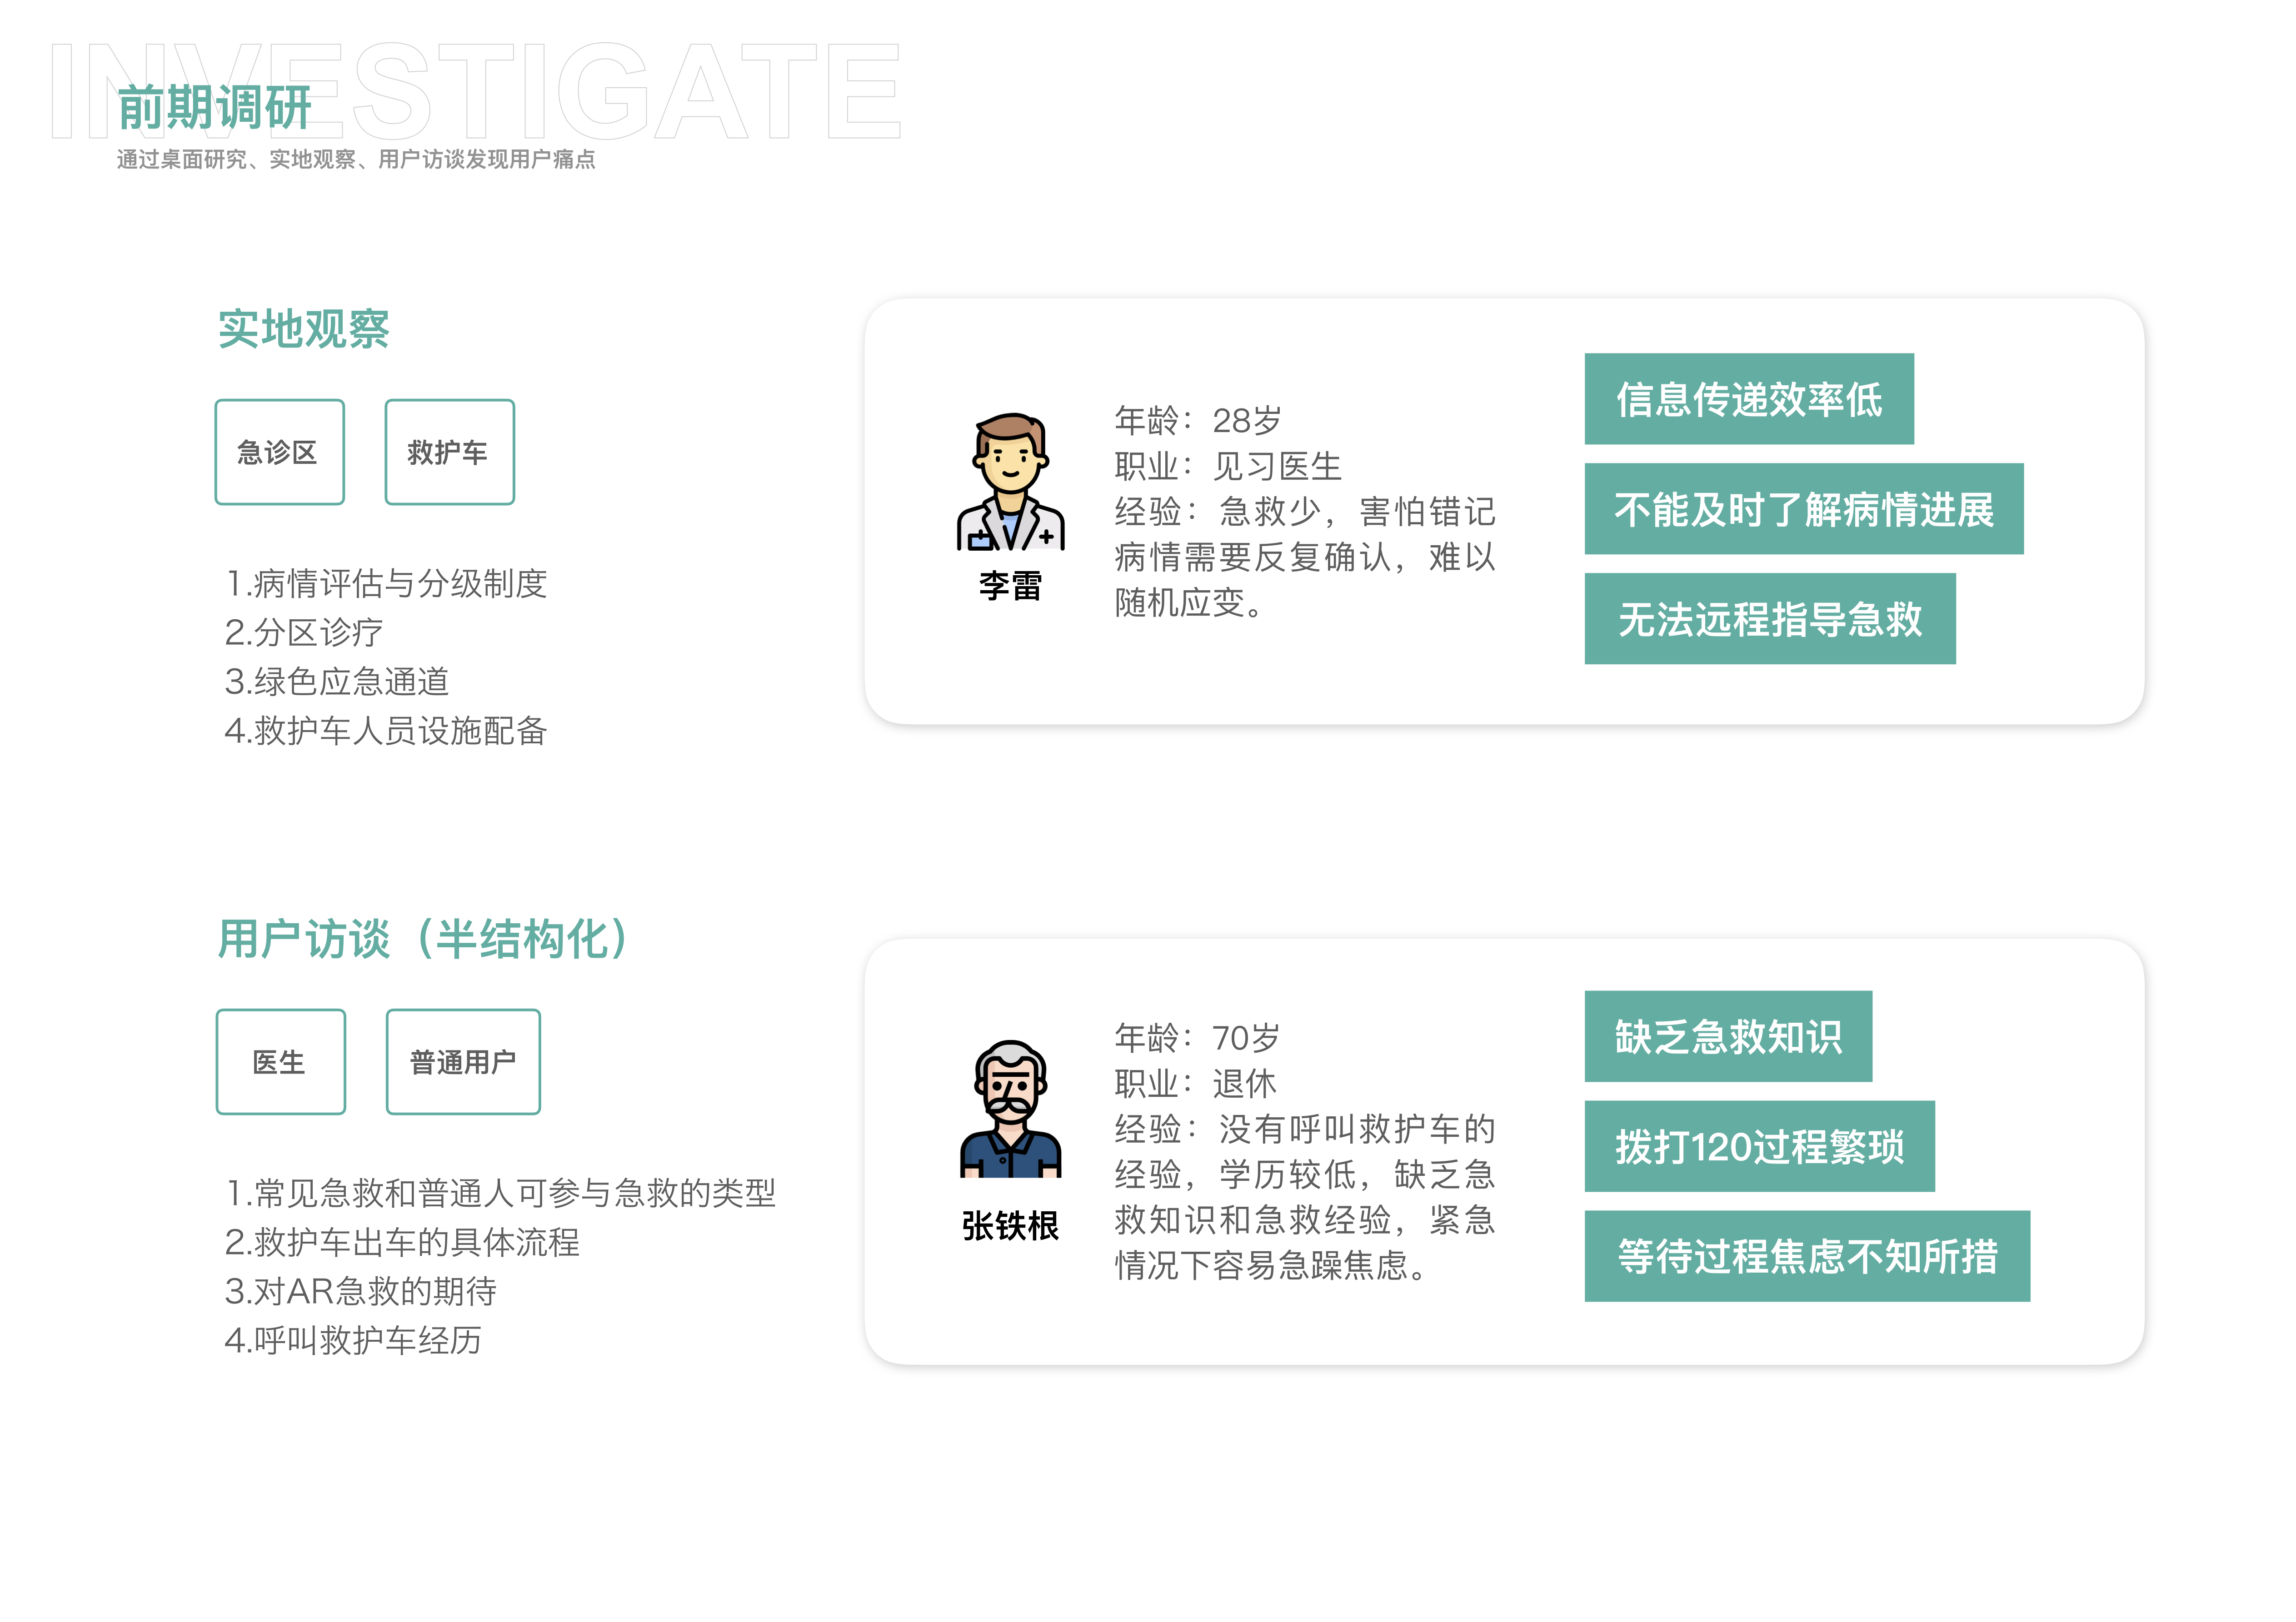 INVESTIGATE
前期调研
通过桌面研究、实地观察、用户访谈发现用户痛点
实地观察
急诊区
救护车
1.病情评估与分级制度
2.分区诊疗
3.绿色应急通道
4.救护车人员设施配备
李雷
年龄：28岁
职业：见习医生
经验：急救少，害怕错记
病情需要反复确认，难以
随机应变。
信息传递效率低
不能及时了解病情进展
无法远程指导急救
用户访谈（半结构化）
医生
普通用户
1.常见急救和普通人可参与急救的类型
2.救护车出车的具体流程
3.对AR急救的期待
4.呼叫救护车经历
张铁根
年龄：70岁
职业：退休
经验：没有呼叫救护车的
经验，学历较低，缺乏急
救知识和急救经验，紧急
情况下容易急躁焦虑。
缺乏急救知识
拨打120过程繁琐
等待过程焦虑不知所措